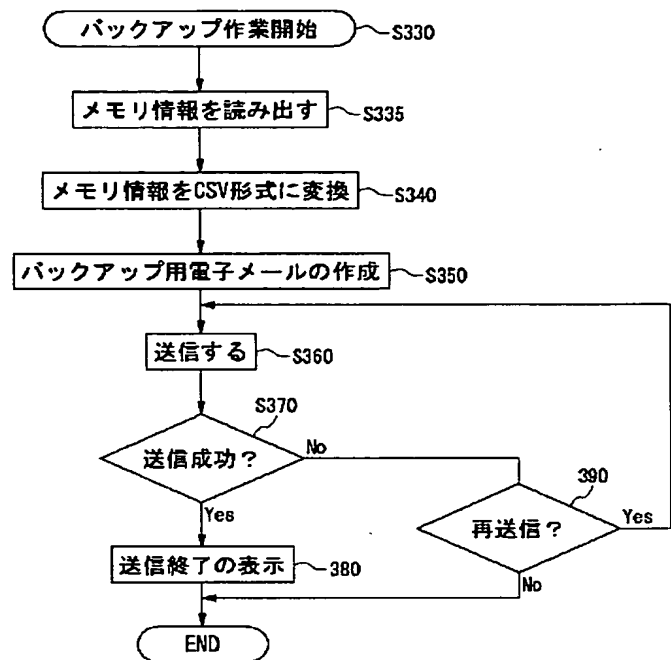 バックアップ作業開始 S330
メモリ情報を読み出す S335
メモリ情報をCSV形式に変換 S340
バックアップ用電子メールの作成 S350
送信する S360
S370
送信成功？ No
390
Yes 再送信？ Yes
送信終了の表示 380 No
END